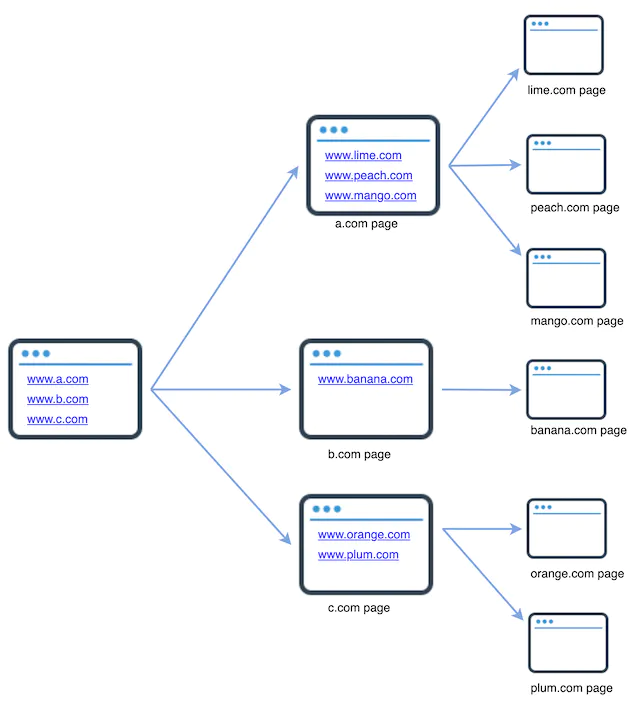 www.a.com
www.b.com
www.c.com
www.lime.com
www.peach.com
www.mango.com
a.com page
www.banana.com
b.com page
www.orange.com
www.plum.com
c.com page
lime.com page
peach.com page
mango.com page
banana.com page
orange.com page
plum.com page